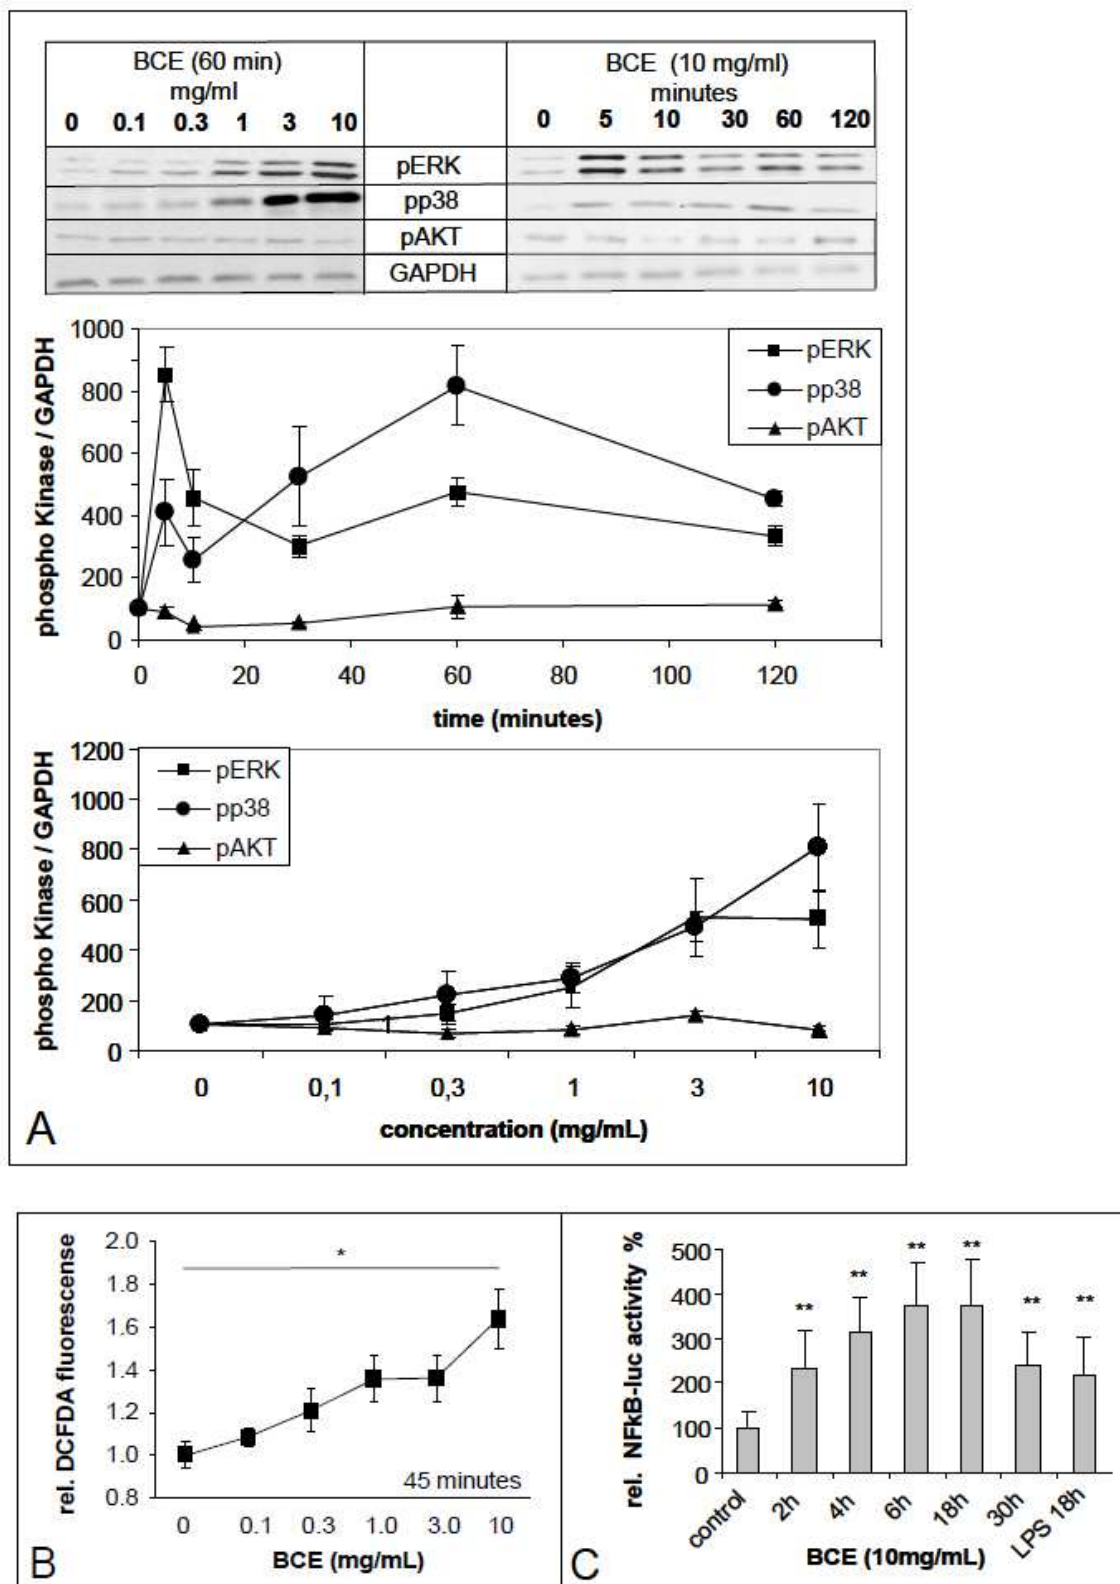 BCE (60 min)
mg/ml
0 0.1 0.3 1 3 10
BCE (10 mg/ml)
minutes
0 5 10 30 60 120
pERK
pp38
pAKT
GAPDH
phospho Kinase / GAPDH
1000
800
600
400
200
0
pERK
pp38
pAKT
0 20 40 60 80 100 120
time (minutes)
phospho Kinase / GAPDH
1200
1000
800
600
400
200
0
pERK
pp38
pAKT
0 0,1 0,3 1 3 10
concentration (mg/mL)
A
rel. DCFDA fluorescense
2.0
1.8
1.6
1.4
1.2
1.0
0.8
*
45 minutes
0 0.1 0.3 1.0 3.0 10
BCE (mg/mL)
B
rel. NFkB-luc activity %
500
400
300
200
100
0
** ** ** ** ** **
control 2h 4h 6h 18h 30h LPS 18h
BCE (10mg/mL)
C